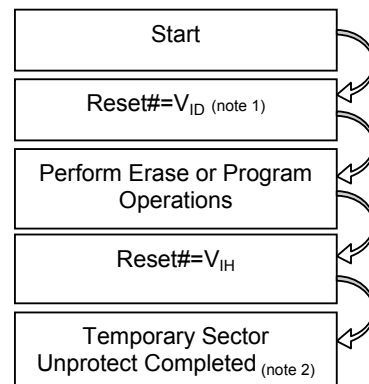 Start
Reset#=VID (note 1)
Perform Erase or Program
Operations
Reset#=VIH
Temporary Sector
Unprotect Completed (note 2)